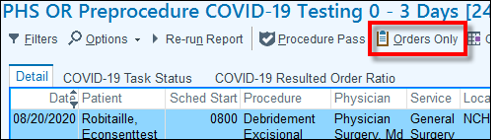 PHS OR Preprocedure COVID-19 Testing 0 - 3 Days [24
Filters Options Re-run Report Procedure Pass Orders Only
Detail COVID-19 Task Status COVID-19 Resulted Order Ratio
Date Patient Sched Start Procedure Physician Service Loca
08/20/2020 Robitaille, 0800 Debridement Physician General NCH
Econsenttest Excisional Surgery, Md Surgery